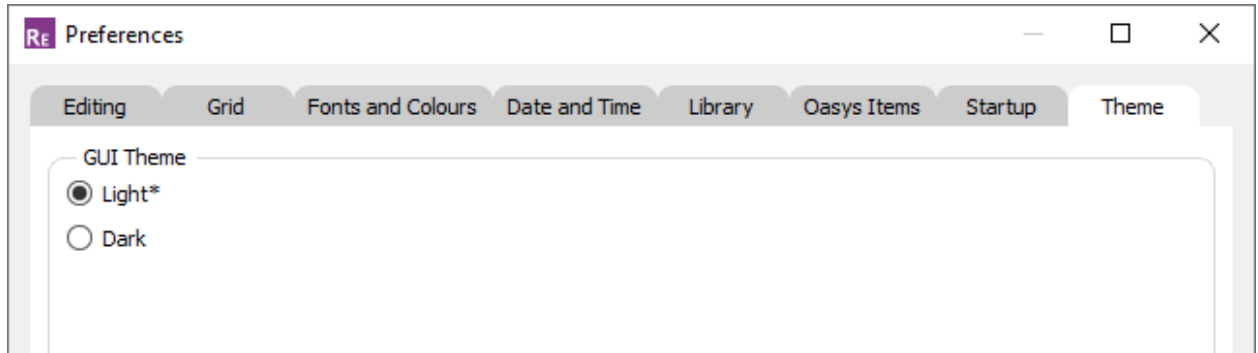 RE Preferences
Editing Grid Fonts and Colours Date and Time Library Oasys Items Startup Theme
GUI Theme
Light*
Dark